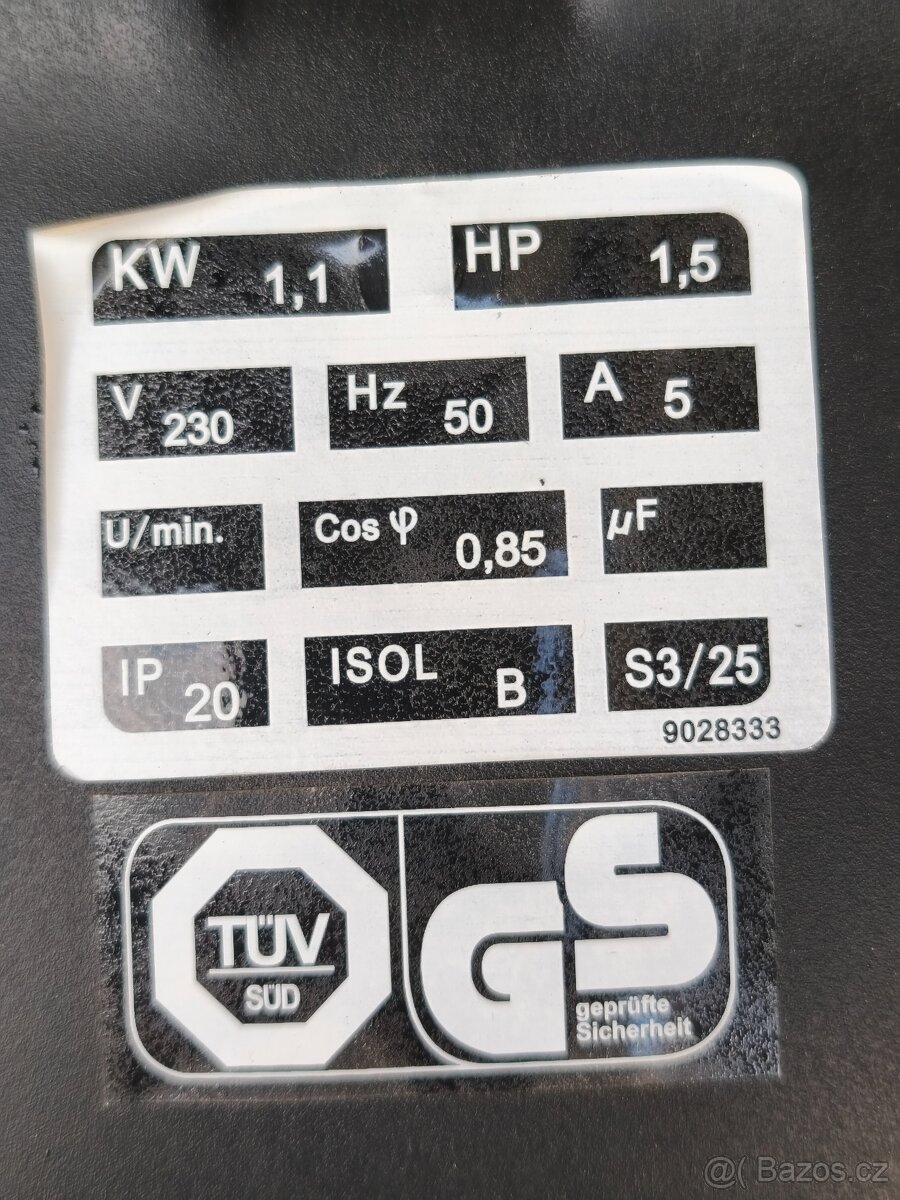 KW 1,1 HP 1,5
V 230 Hz 50 A 5
U/min. Cos φ 0,85 µF
IP 20 ISOL B S3/25
9028333
TÜV
SÜD
GS
geprüfte
Sicherheit
@( Bazos.cz